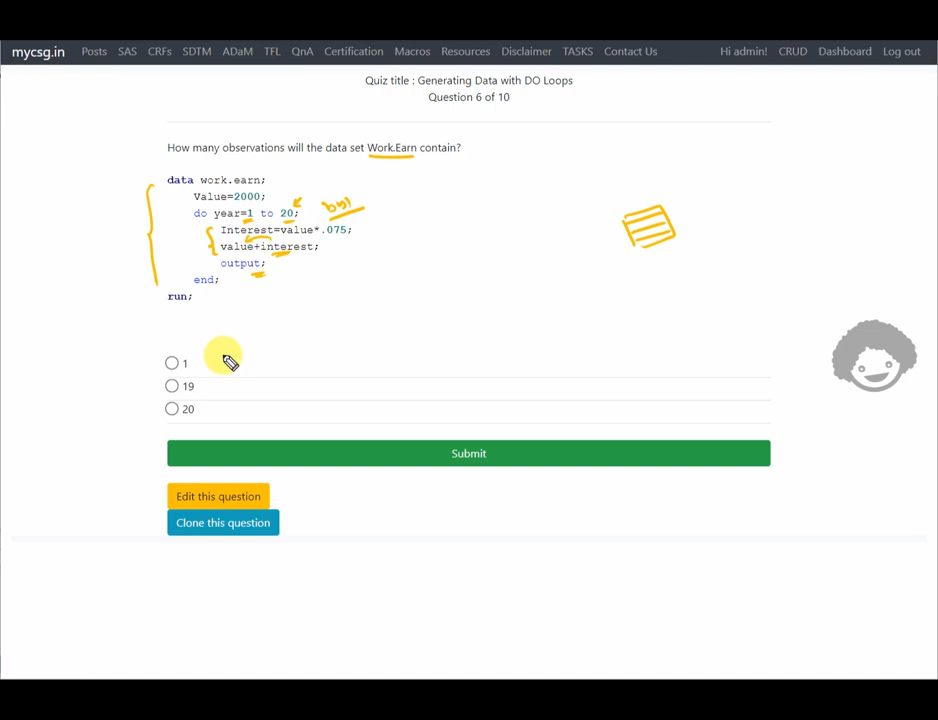 mycsg.in Posts SAS CRFs SDTM ADaM TFL QnA Certification Macros Resources Disclaimer TASKS Contact Us Hi admin! CRUD Dashboard Log out
Quiz title : Generating Data with DO Loops
Question 6 of 10
How many observations will the data set Work.Earn contain?
data work.earn;
Value=2000;
do year=1 to 20; by 1
Interest=value*.075;
value+interest;
output;
end;
run;
1
19
20
Submit
Edit this question
Clone this question